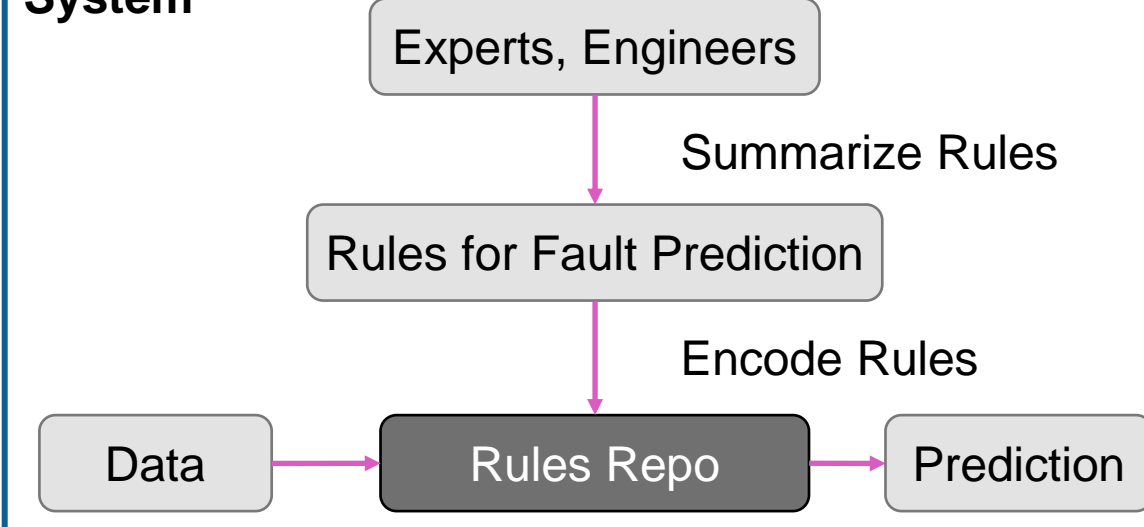 System
Experts, Engineers
Summarize Rules
Rules for Fault Prediction
Encode Rules
Data
Rules Repo
Prediction